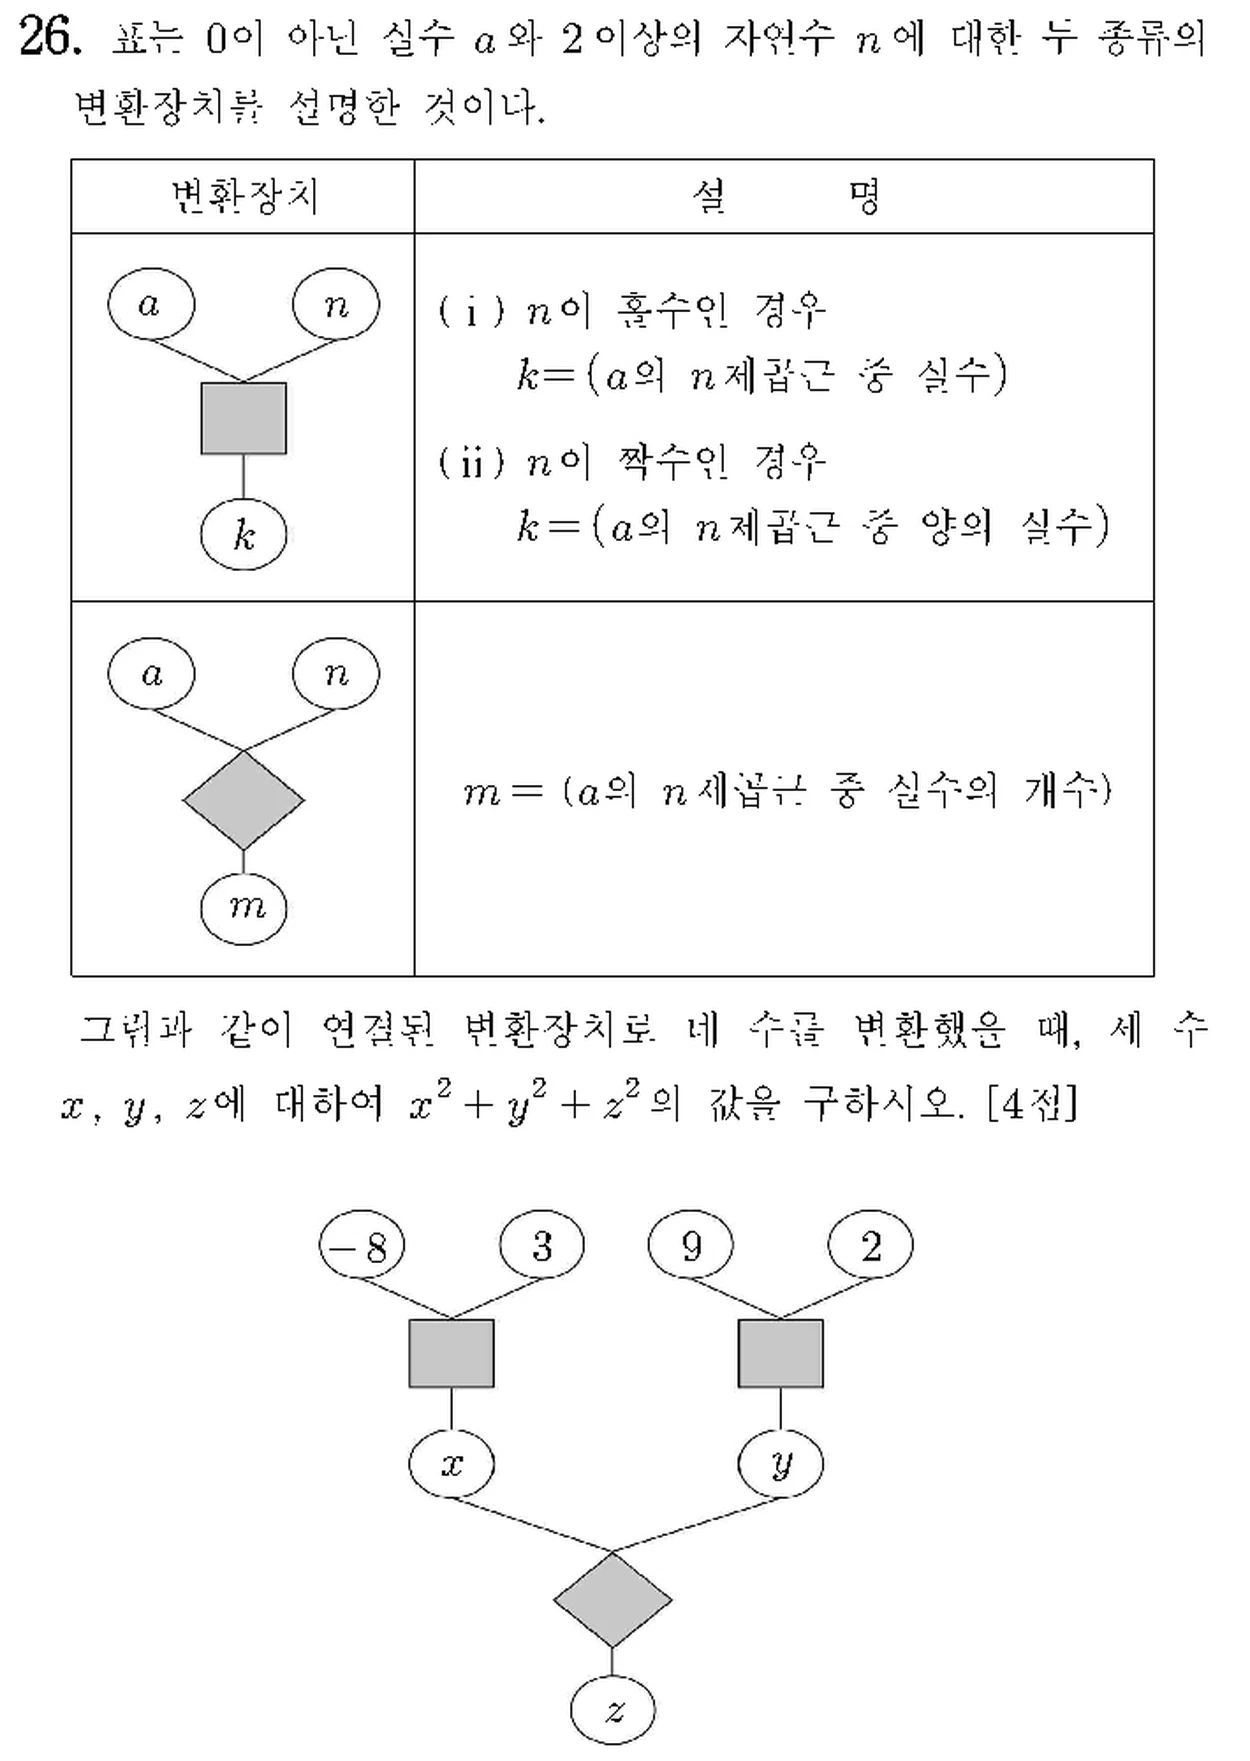 26. 표는 0이 아닌 실수 a와 2이상의 자연수 n에 대한 두 종류의
변환장치를 설명한 것이다.
변환장치 설 명
a n
k
(i) n이 홀수인 경우
k=(a의 n제곱근 중 실수)
(ii) n이 짝수인 경우
k=(a의 n제곱근 중 양의 실수)
a n
m
m= (a의 n제곱근 중 실수의 개수)
그림과 같이 연결된 변환장치로 네 수를 변환했을 때, 세 수
x, y, z에 대하여 x²+y²+z²의 값을 구하시오. [4점]
-8 3 9 2
x y
z